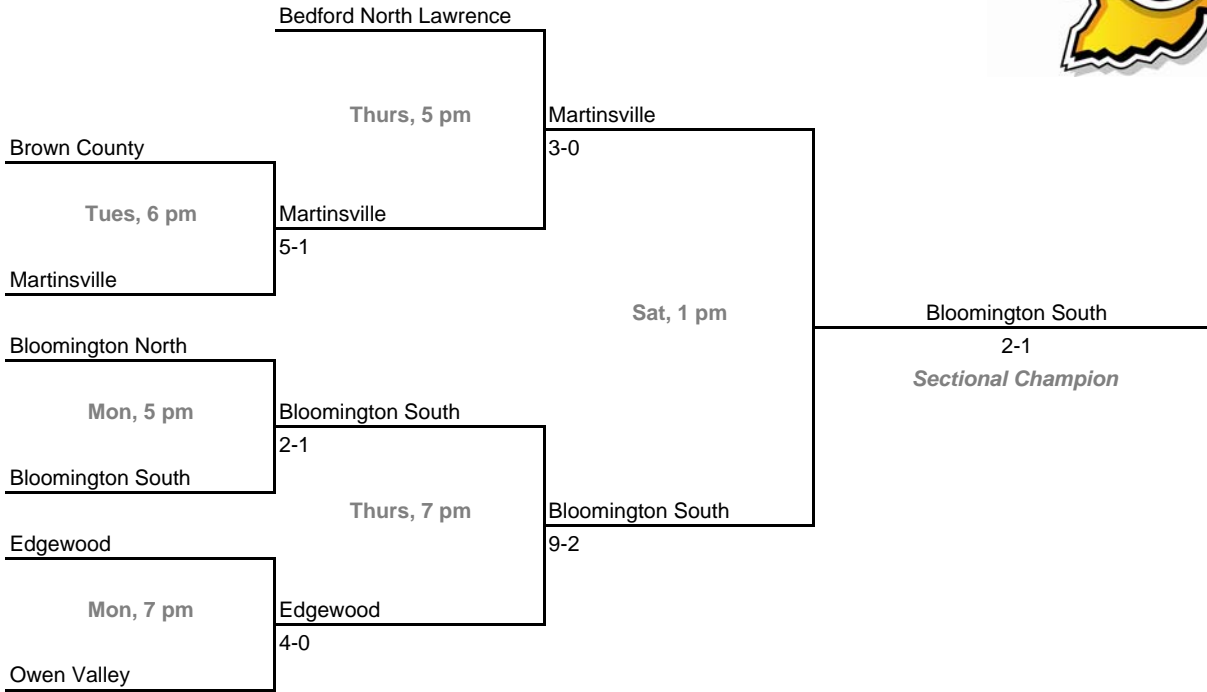 Bedford North Lawrence
Thurs, 5 pm
Martinsville
3-0
Brown County
Tues, 6 pm
Martinsville
5-1
Martinsville
Sat, 1 pm
Bloomington South
2-1
Sectional Champion
Bloomington North
Mon, 5 pm
Bloomington South
2-1
Bloomington South
Thurs, 7 pm
Bloomington South
9-2
Edgewood
Mon, 7 pm
Edgewood
4-0
Owen Valley